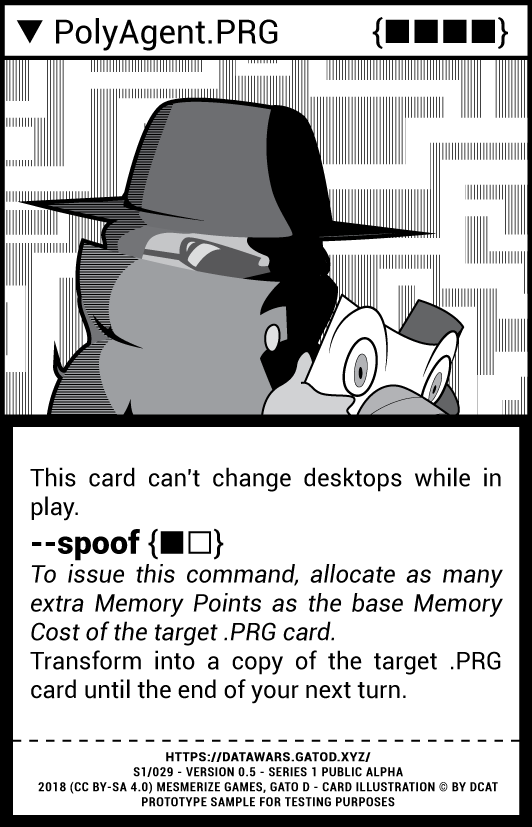 ▼ PolyAgent.PRG {■■■■}
This card can't change desktops while in
play.
--spoof {■□}
To issue this command, allocate as many
extra Memory Points as the base Memory
Cost of the target .PRG card.
Transform into a copy of the target .PRG
card until the end of your next turn.
HTTPS://DATAWARS.GATOD.XYZ/
S1/029 - VERSION 0.5 - SERIES 1 PUBLIC ALPHA
2018 (CC BY-SA 4.0) MESMERIZE GAMES, GATO D - CARD ILLUSTRATION © BY DCAT
PROTOTYPE SAMPLE FOR TESTING PURPOSES